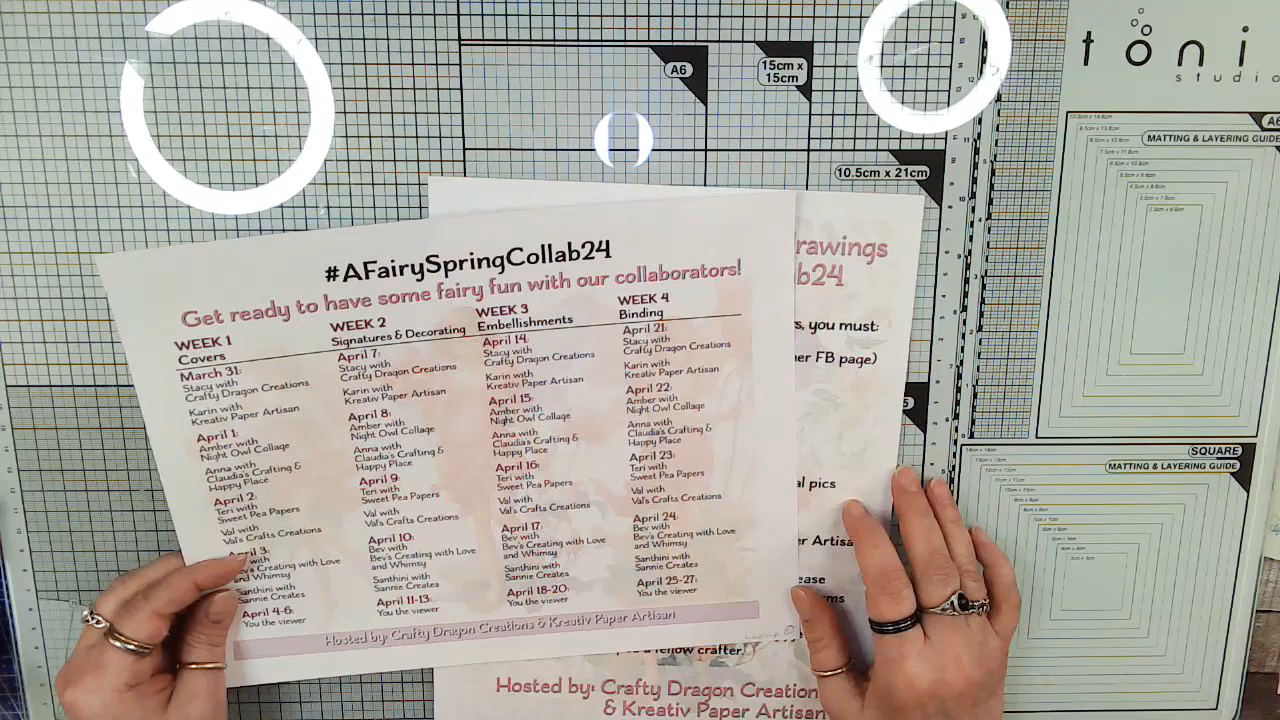 #AFairySpringCollab24
Get ready to have some fairy fun with our collaborators!
WEEK 1
Covers
March 31:
Stacy with
Crafty Dragon Creations
Karin with
Kreativ Paper Artisan
April 1:
Amber with
Night Owl Collage
Anna with
Claudia's Crafting &
Happy Place
April 2:
Teri with
Sweet Pea Papers
Val with
Val's Crafts Creations
April 3:
with
Creating with Love
and Whimsy
Santhini with
Sannie Creates
April 4-6:
You the viewer
WEEK 2
Signatures & Decorating
April 7:
Stacy with
Crafty Dragon Creations
Karin with
Kreativ Paper Artisan
April 8:
Amber with
Night Owl Collage
Anna with
Claudia's Crafting &
Happy Place
April 9:
Teri with
Sweet Pea Papers
Val with
Val's Crafts Creations
April 10:
Bev with
Bev's Creating with Love
and Whimsy
Santhini with
Sannie Creates
April 11-13:
You the viewer
WEEK 3
Embellishments
April 14:
Stacy with
Crafty Dragon Creations
Karin with
Kreativ Paper Artisan
April 15:
Amber with
Night Owl Collage
Anna with
Claudia's Crafting &
Happy Place
April 16:
Teri with
Sweet Pea Papers
Val with
Val's Crafts Creations
April 17:
Bev with
Bev's Creating with Love
and Whimsy
Santhini with
Sannie Creates
April 18-20:
You the viewer
WEEK 4
Binding
April 21:
Stacy with
Crafty Dragon Creations
Karin with
Kreativ Paper Artisan
April 22:
Amber with
Night Owl Collage
Anna with
Claudia's Crafting &
Happy Place
April 23:
Teri with
Sweet Pea Papers
Val with
Val's Crafts Creations
April 24:
Bev with
Bev's Creating with Love
and Whimsy
Santhini with
Sannie Creates
April 25-27:
You the viewer
Hosted by: Crafty Dragon Creations & Kreativ Paper Artisan
rawings
b24
s, you must:
er FB page)
al pics
er Artisa
ease
ms
a fellow crafter.
Hosted by: Crafty Dragon Creation
& Kreativ Paper Artisan
A6
15cm x
15cm
10.5cm x 21cm
5
töni
studio
A6
MATTING & LAYERING GUIDE
10.5cm x 14.8cm
SQUARE
MATTING & LAYERING GUIDE
14cm x 14cm